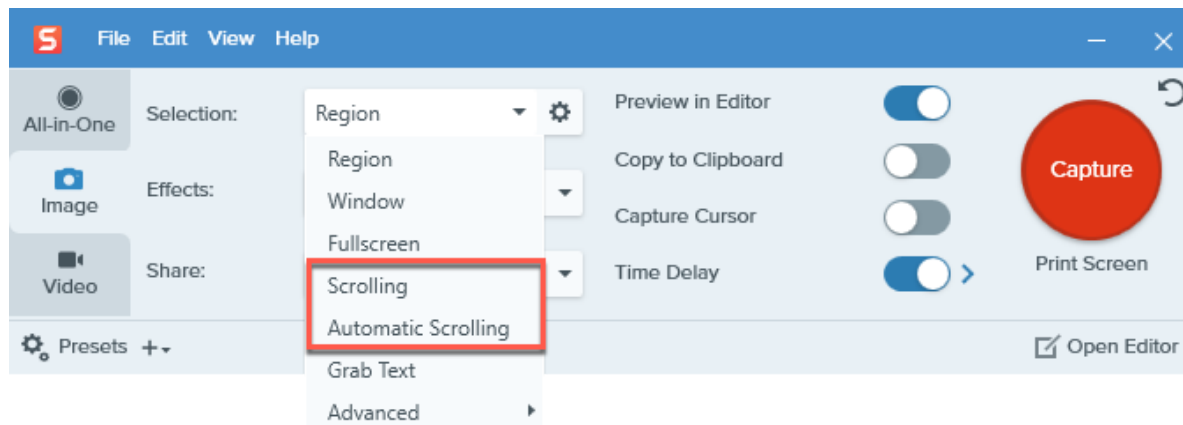 S File Edit View Help
All-in-One
Image
Video
Selection:
Effects:
Share:
Region
Region
Window
Fullscreen
Scrolling
Automatic Scrolling
Grab Text
Advanced
Preview in Editor
Copy to Clipboard
Capture Cursor
Time Delay
Capture
Print Screen
Presets
Open Editor